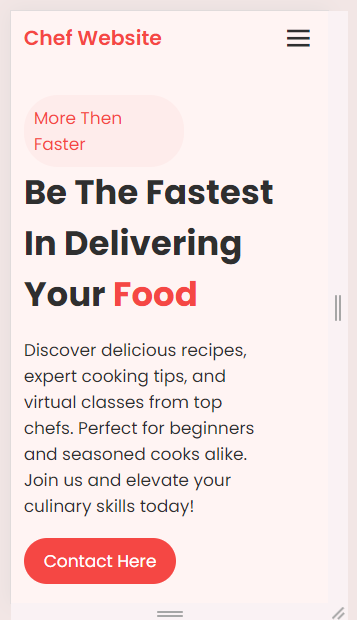 Chef Website
More Then
Faster
Be The Fastest
In Delivering
Your Food
Discover delicious recipes,
expert cooking tips, and
virtual classes from top
chefs. Perfect for beginners
and seasoned cooks alike.
Join us and elevate your
culinary skills today!
Contact Here